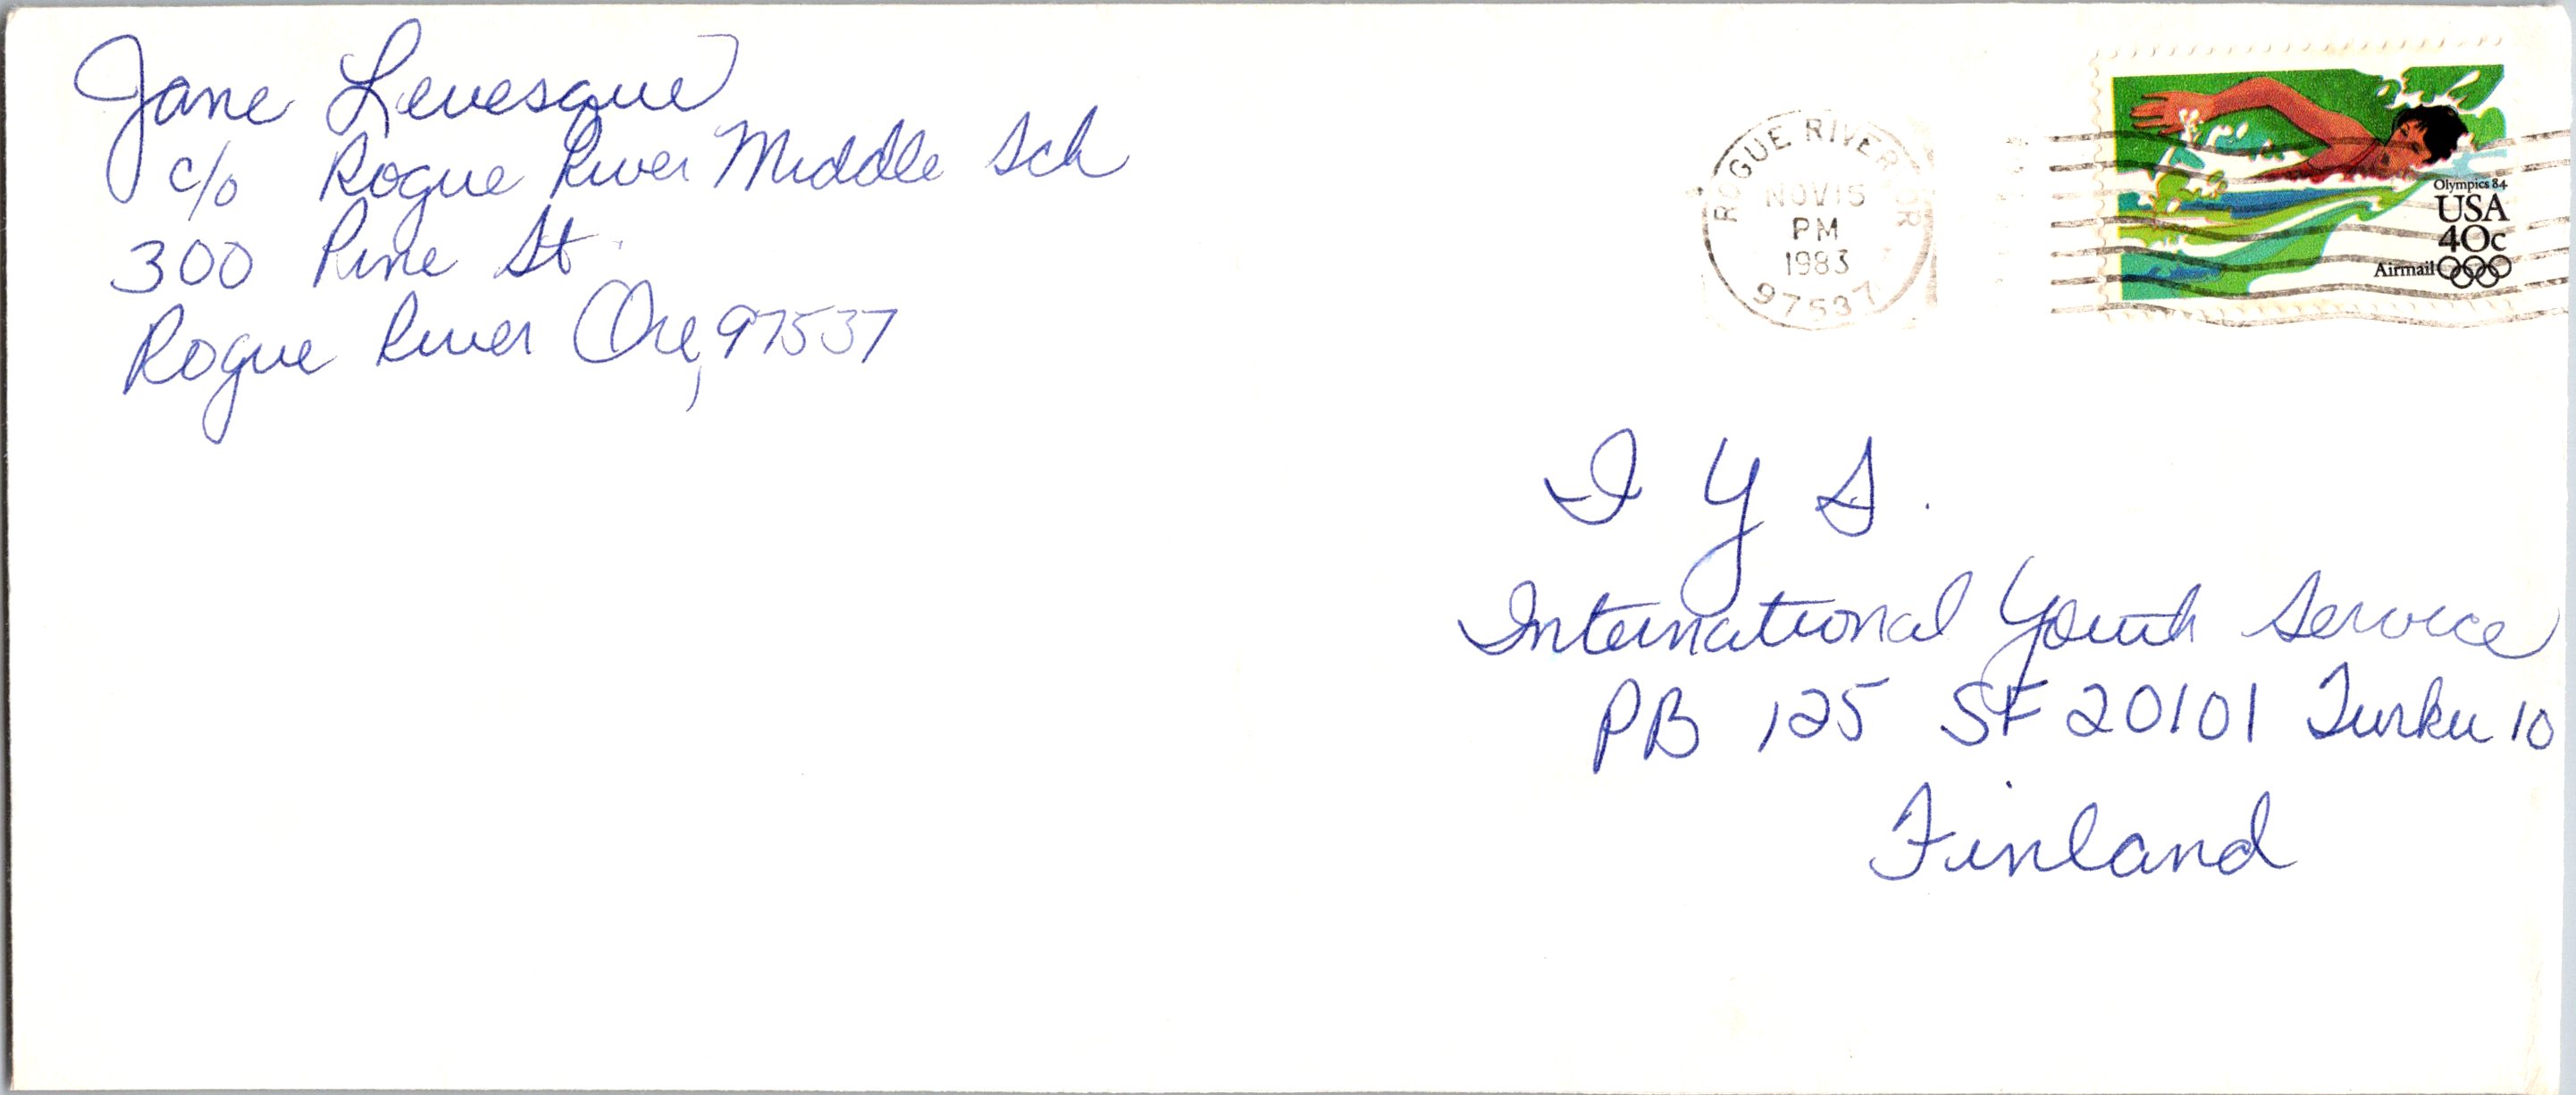 Jane Levesque
c/o Rogue River Middle Sch
300 Pine St.
Rogue River Ore, 97537
ROGUE RIVER OR
NOV 15
PM
1983
97537
Olympics 84
USA
40c
Airmail
I Y S.
International Youth Service
PB 125 SF 20101 Turku 10
Finland